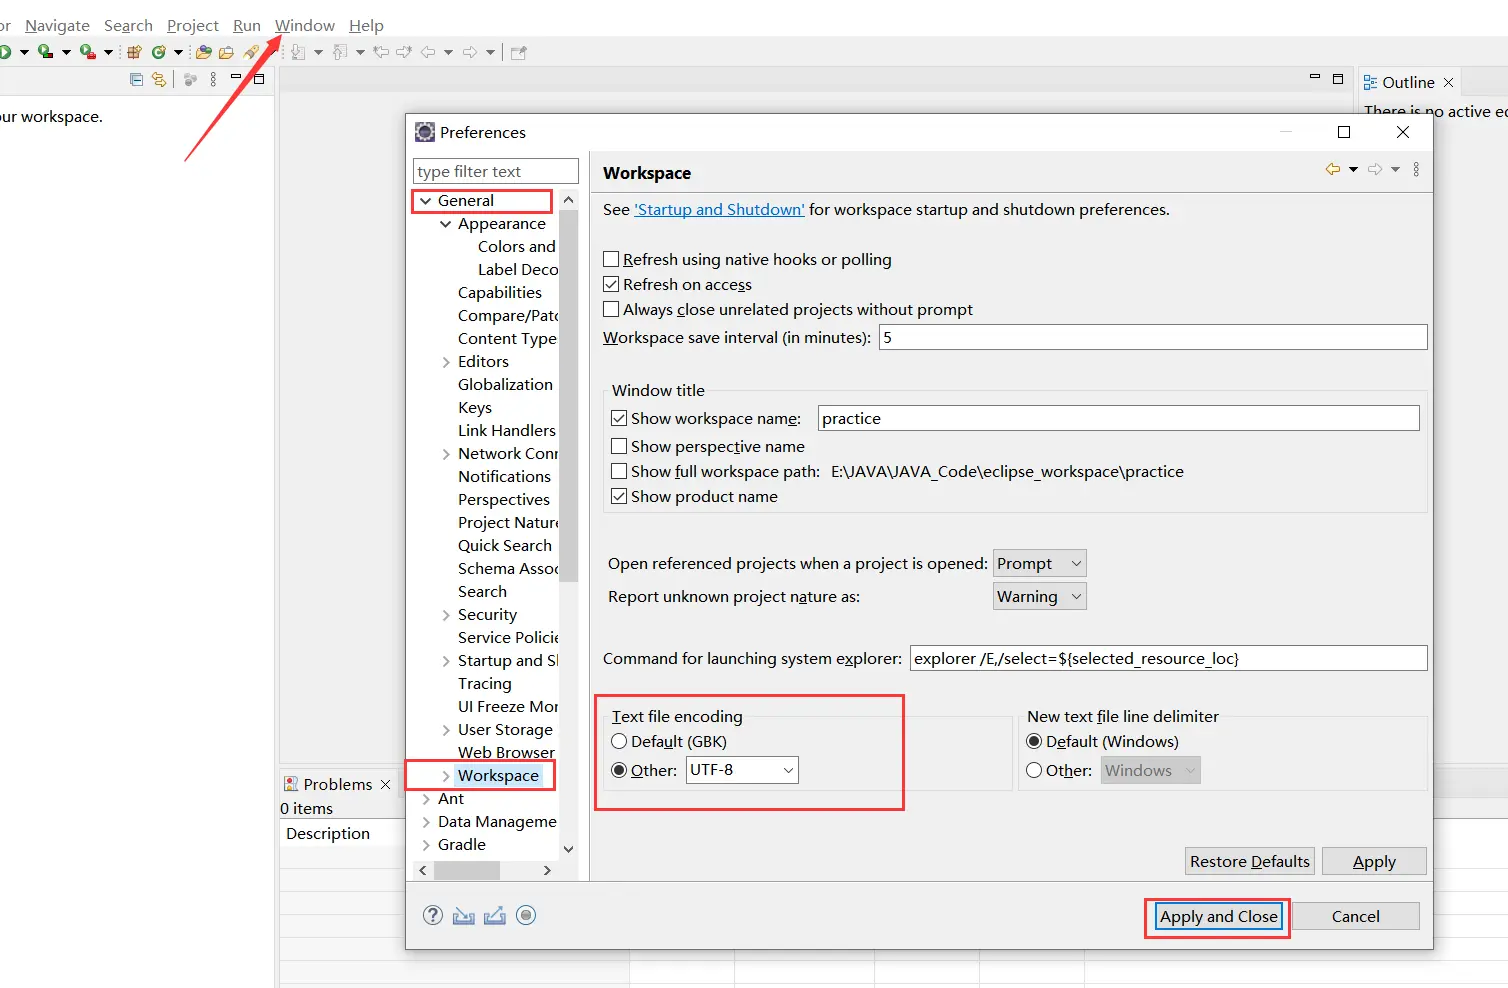 or Navigate Search Project Run Window Help
our workspace.
Outline
There is no active ed
Preferences
type filter text
General
Appearance
Colors and
Label Deco
Capabilities
Compare/Patc
Content Type
Editors
Globalization
Keys
Link Handlers
Network Conn
Notifications
Perspectives
Project Nature
Quick Search
Schema Assoc
Search
Security
Service Policie
Startup and Sh
Tracing
UI Freeze Mon
User Storage
Web Browser
Workspace
Ant
Data Manageme
Gradle
Workspace
See 'Startup and Shutdown' for workspace startup and shutdown preferences.
Refresh using native hooks or polling
Refresh on access
Always close unrelated projects without prompt
Workspace save interval (in minutes): 5
Window title
Show workspace name: practice
Show perspective name
Show full workspace path: E:\JAVA\JAVA_Code\eclipse_workspace\practice
Show product name
Open referenced projects when a project is opened: Prompt
Report unknown project nature as: Warning
Command for launching system explorer: explorer /E,/select=${selected_resource_loc}
Text file encoding
Default (GBK)
Other: UTF-8
New text file line delimiter
Default (Windows)
Other: Windows
Restore Defaults Apply
Apply and Close Cancel
Problems
0 items
Description